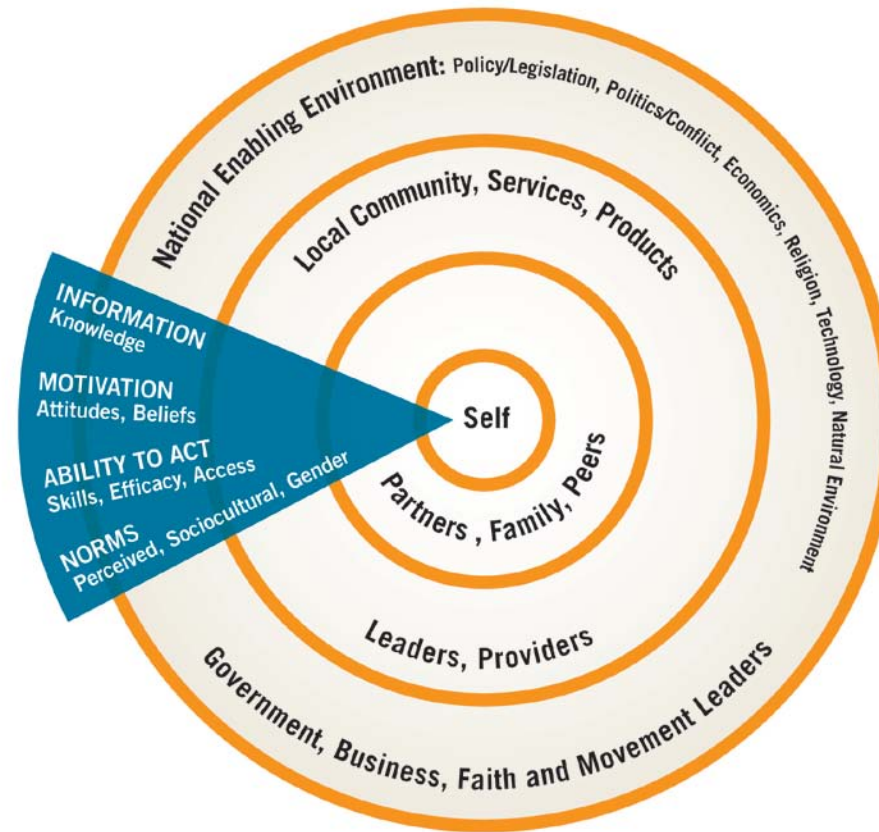 National Enabling Environment: Policy/Legislation, Politics/Conflict, Economics, Religion, Technology, Natural Environment
Local Community, Services, Products
INFORMATION
Knowledge
MOTIVATION
Attitudes, Beliefs
ABILITY TO ACT
Skills, Efficacy, Access
NORMS
Perceived, Sociocultural, Gender
Self
Partners , Family, Peers
Leaders, Providers
Government, Business, Faith and Movement Leaders